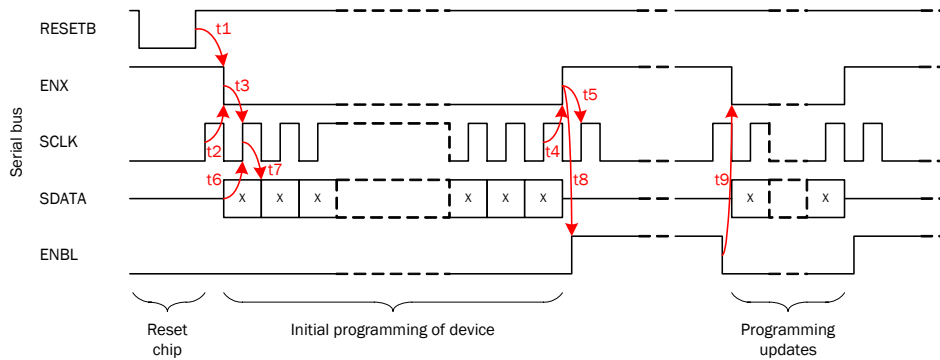 RESETB
t1
ENX
t3
t5
Serial bus
SCLK
t2
t7
t4
t6
t8
t9
SDATA
X
X
X
X
X
X
X
X
ENBL
Reset
chip
Initial programming of device
Programming
updates